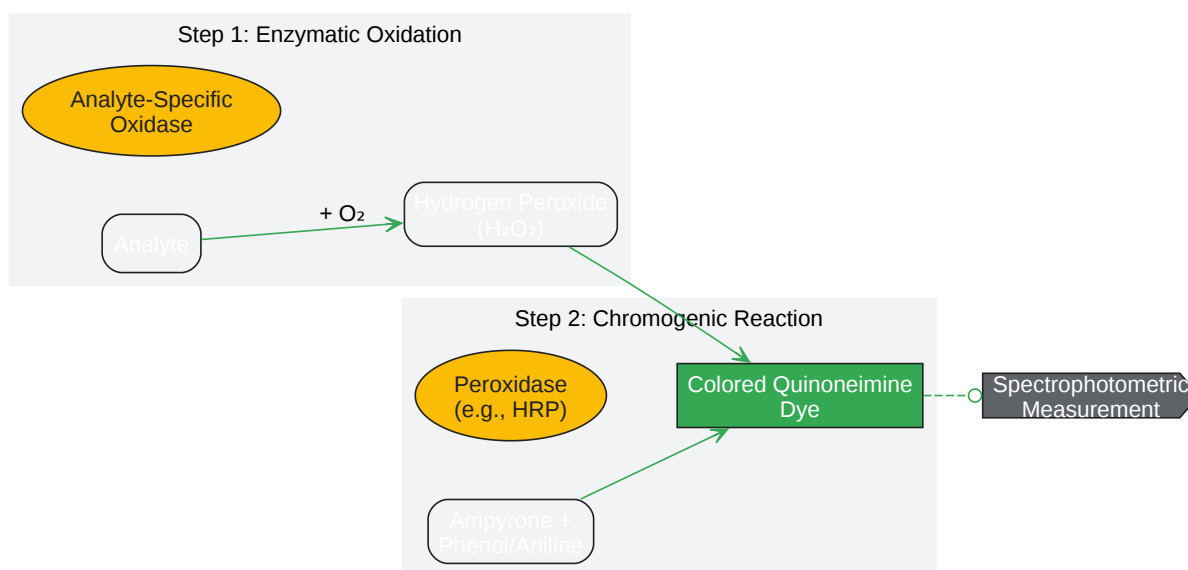 Step 1: Enzymatic Oxidation
Analyte-Specific
Oxidase
Hydrogen Peroxide
(H₂O₂)
+ O₂
Analyte
Step 2: Chromogenic Reaction
Peroxidase
(e.g., HRP)
Colored Quinoneimine
Dye
Spectrophotometric
Measurement
Ampyrone +
Phenol/Aniline